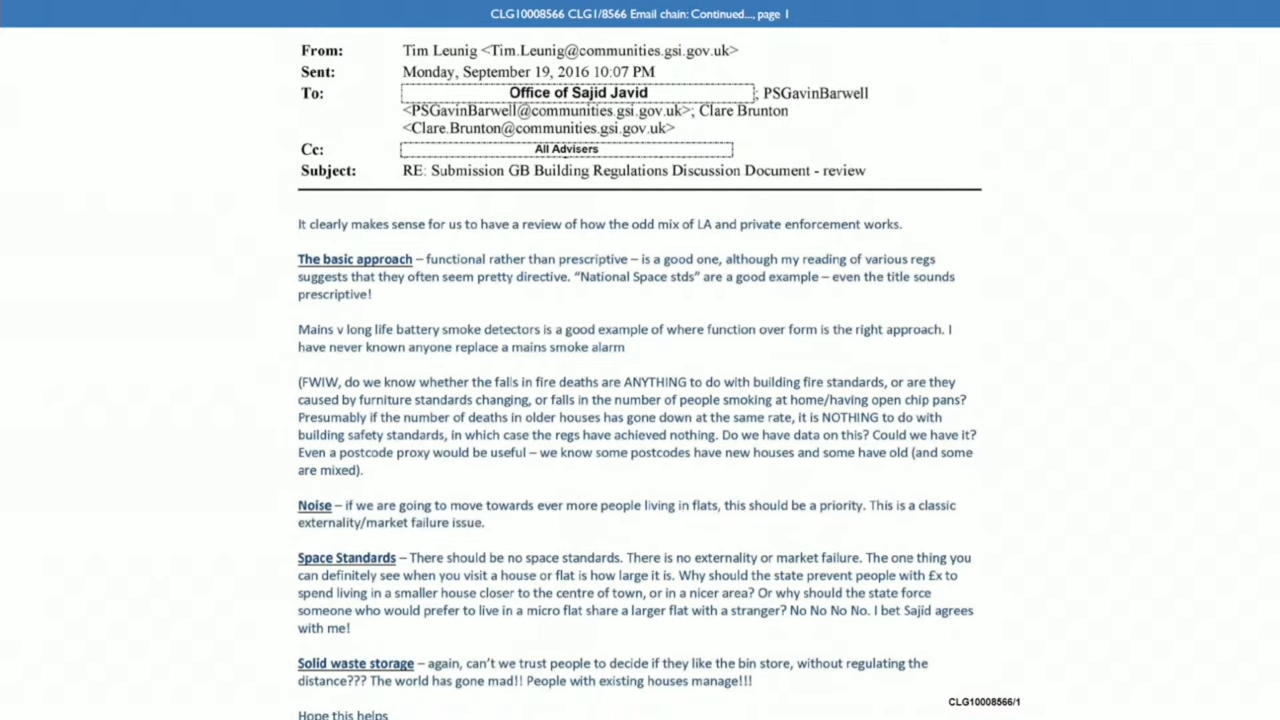 CLG10008566 CLG1/8566 Email chain: Continued..., page 1
From: Tim Leunig <Tim.Leunig@communities.gsi.gov.uk>
Sent: Monday, September 19, 2016 10:07 PM
To: Office of Sajid Javid; PSGavinBarwell
<PSGavinBarwell@communities.gsi.gov.uk>; Clare Brunton
<Clare.Brunton@communities.gsi.gov.uk>
Cc: All Advisers
Subject: RE: Submission GB Building Regulations Discussion Document - review
It clearly makes sense for us to have a review of how the odd mix of LA and private enforcement works.
The basic approach – functional rather than prescriptive – is a good one, although my reading of various regs
suggests that they often seem pretty directive. “National Space stds” are a good example – even the title sounds
prescriptive!
Mains v long life battery smoke detectors is a good example of where function over form is the right approach. I
have never known anyone replace a mains smoke alarm
(FWIW, do we know whether the falls in fire deaths are ANYTHING to do with building fire standards, or are they
caused by furniture standards changing, or falls in the number of people smoking at home/having open chip pans?
Presumably if the number of deaths in older houses has gone down at the same rate, it is NOTHING to do with
building safety standards, in which case the regs have achieved nothing. Do we have data on this? Could we have it?
Even a postcode proxy would be useful – we know some postcodes have new houses and some have old (and some
are mixed).
Noise – if we are going to move towards ever more people living in flats, this should be a priority. This is a classic
externality/market failure issue.
Space Standards – There should be no space standards. There is no externality or market failure. The one thing you
can definitely see when you visit a house or flat is how large it is. Why should the state prevent people with £x to
spend living in a smaller house closer to the centre of town, or in a nicer area? Or why should the state force
someone who would prefer to live in a micro flat share a larger flat with a stranger? No No No No. I bet Sajid agrees
with me!
Solid waste storage – again, can’t we trust people to decide if they like the bin store, without regulating the
distance??? The world has gone mad!! People with existing houses manage!!!
CLG10008566/1
Hope this helps